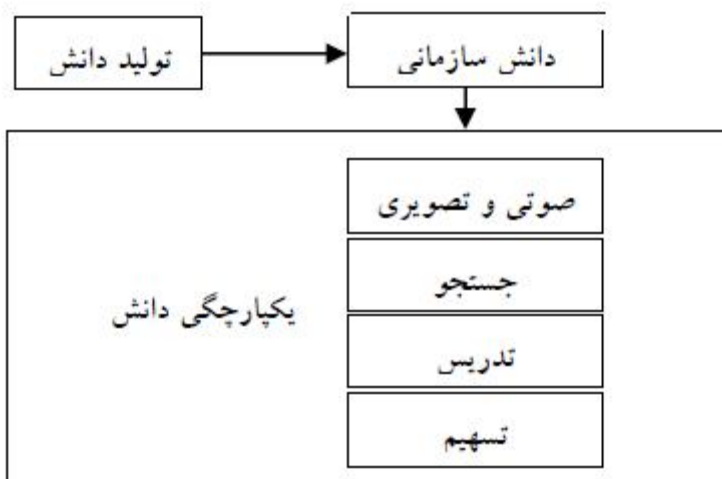 تولید دانش
دانش سازمانی
صوتی و تصویری
جستجو
یکپارچگی دانش
تدریس
تسهیم